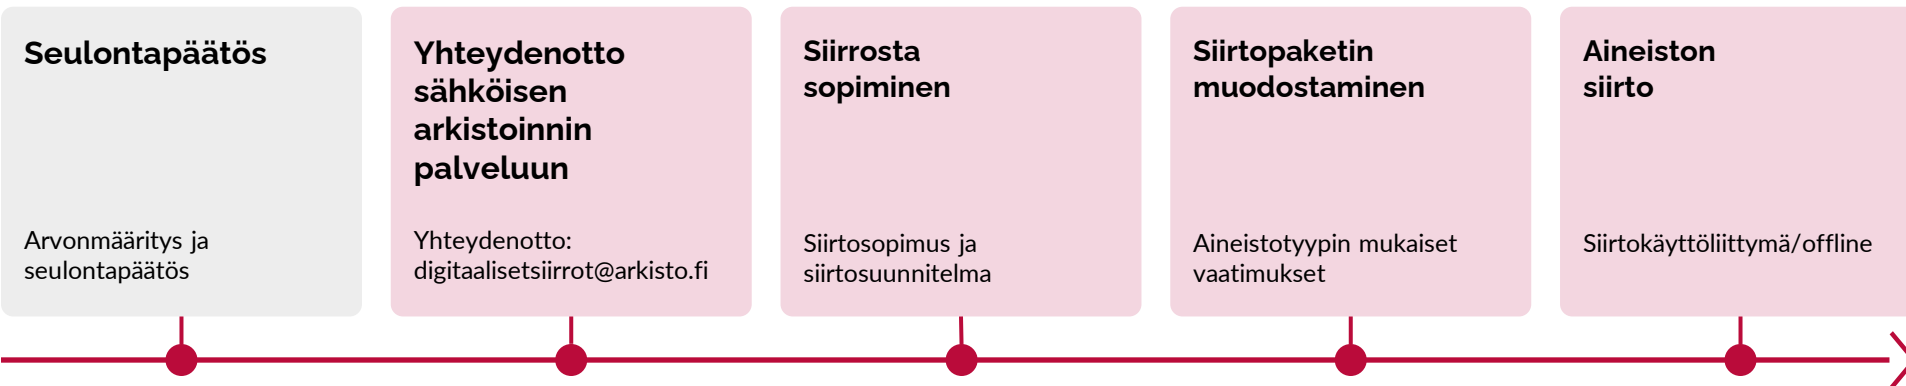 Seulontapäätös
Arvonmääritys ja
seulontapäätös
Yhteydenotto
sähköisen
arkistoinnin
palveluun
Yhteydenotto:
digitaalisetsiirrot@arkisto.fi
Siirrosta
sopiminen
Siirtosopimus ja
siirtosuunnitelma
Siirtopaketin
muodostaminen
Aineistotyypin mukaiset
vaatimukset
Aineiston
siirto
Siirtokäyttöliittymä/offline